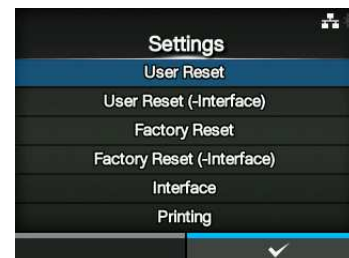 Settings
User Reset
User Reset (-Interface)
Factory Reset
Factory Reset (-Interface)
Interface
Printing